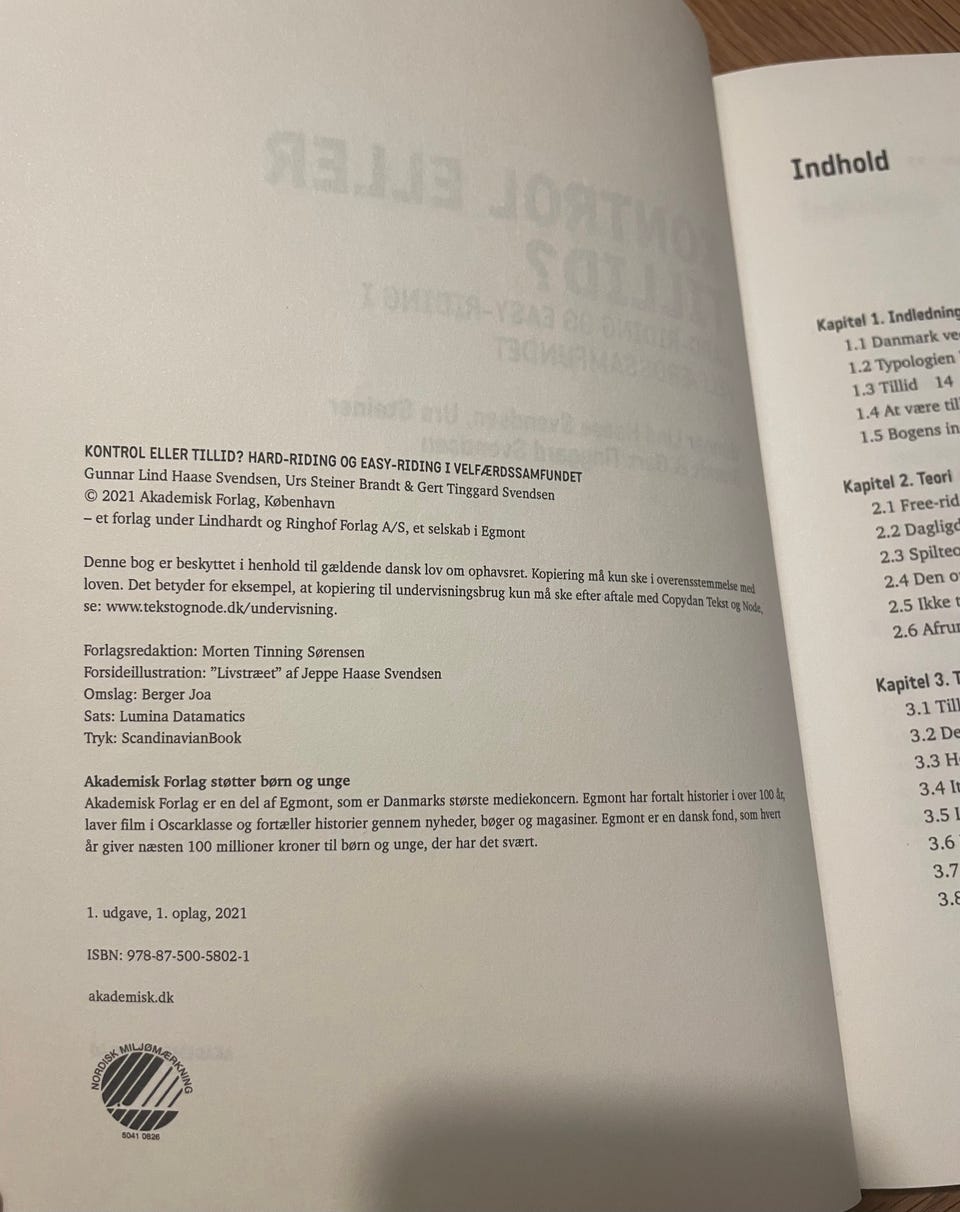 KONTROL ELLER TILLID? HARD-RIDING OG EASY-RIDING I VELFÆRDSSAMFUNDET
Gunnar Lind Haase Svendsen, Urs Steiner Brandt & Gert Tinggard Svendsen
© 2021 Akademisk Forlag, København
– et forlag under Lindhardt og Ringhof Forlag A/S, et selskab i Egmont
Denne bog er beskyttet i henhold til gældende dansk lov om ophavsret. Kopiering må kun ske i overensstemmelse med
loven. Det betyder for eksempel, at kopiering til undervisningsbrug kun må ske efter aftale med Copydan Tekst og Node,
se: www.tekstognode.dk/undervisning.
Forlagsredaktion: Morten Tinning Sørensen
Forsideillustration: ”Livstræet” af Jeppe Haase Svendsen
Omslag: Berger Joa
Sats: Lumina Datamatics
Tryk: ScandinavianBook
Akademisk Forlag støtter børn og unge
Akademisk Forlag er en del af Egmont, som er Danmarks største mediekoncern. Egmont har fortalt historier i over 100 år,
laver film i Oscarklasse og fortæller historier gennem nyheder, bøger og magasiner. Egmont er en dansk fond, som hvert
år giver næsten 100 millioner kroner til børn og unge, der har det svært.
1. udgave, 1. oplag, 2021
ISBN: 978-87-500-5802-1
akademisk.dk
NORDISK MILJØMÆRKNING
5041 0826
Indhold
Kapitel 1. Indledning
1.1 Danmark
1.2 Typologien
1.3 Tillid 14
1.4 At være
1.5 Bogens
Kapitel 2. Teori
2.1 Free-rid
2.2 Dagligd
2.3 Spilteo
2.4 Den
2.5 Ikke
2.6 Afrun
Kapitel 3.
3.1 Till
3.2 De
3.3 H
3.4 It
3.5
3.6
3.7
3.8